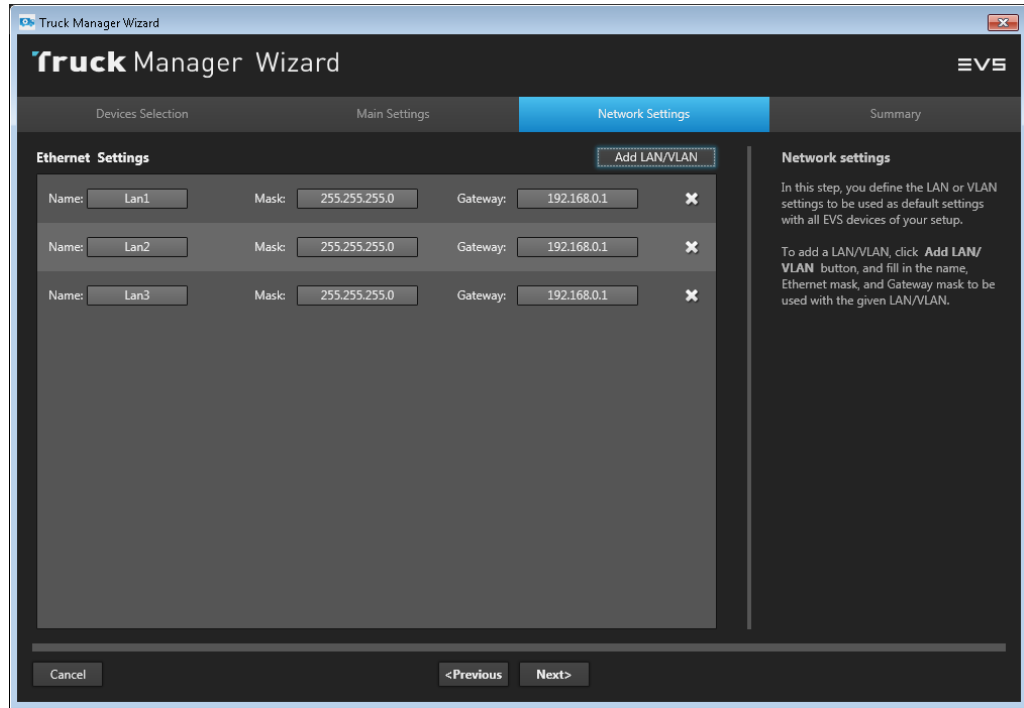 Truck Manager Wizard
Truck Manager Wizard
EVS
Devices Selection Main Settings Network Settings Summary
Ethernet Settings Add LAN/VLAN
Name: Lan1 Mask: 255.255.255.0 Gateway: 192.168.0.1
Name: Lan2 Mask: 255.255.255.0 Gateway: 192.168.0.1
Name: Lan3 Mask: 255.255.255.0 Gateway: 192.168.0.1
Network settings
In this step, you define the LAN or VLAN
settings to be used as default settings
with all EVS devices of your setup.
To add a LAN/VLAN, click Add LAN/
VLAN button, and fill in the name,
Ethernet mask, and Gateway mask to be
used with the given LAN/VLAN.
Cancel <Previous Next>